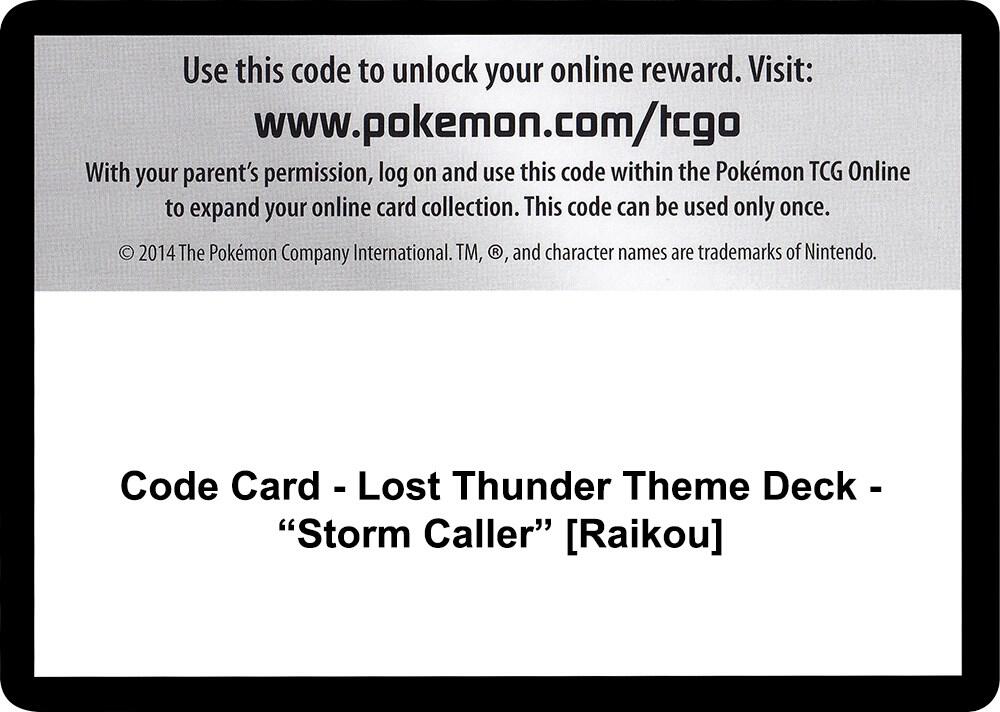 Use this code to unlock your online reward. Visit:
www.pokemon.com/tcgo
With your parent's permission, log on and use this code within the Pokémon TCG Online
to expand your online card collection. This code can be used only once.
© 2014 The Pokémon Company International. TM, ®, and character names are trademarks of Nintendo.
Code Card - Lost Thunder Theme Deck -
“Storm Caller” [Raikou]